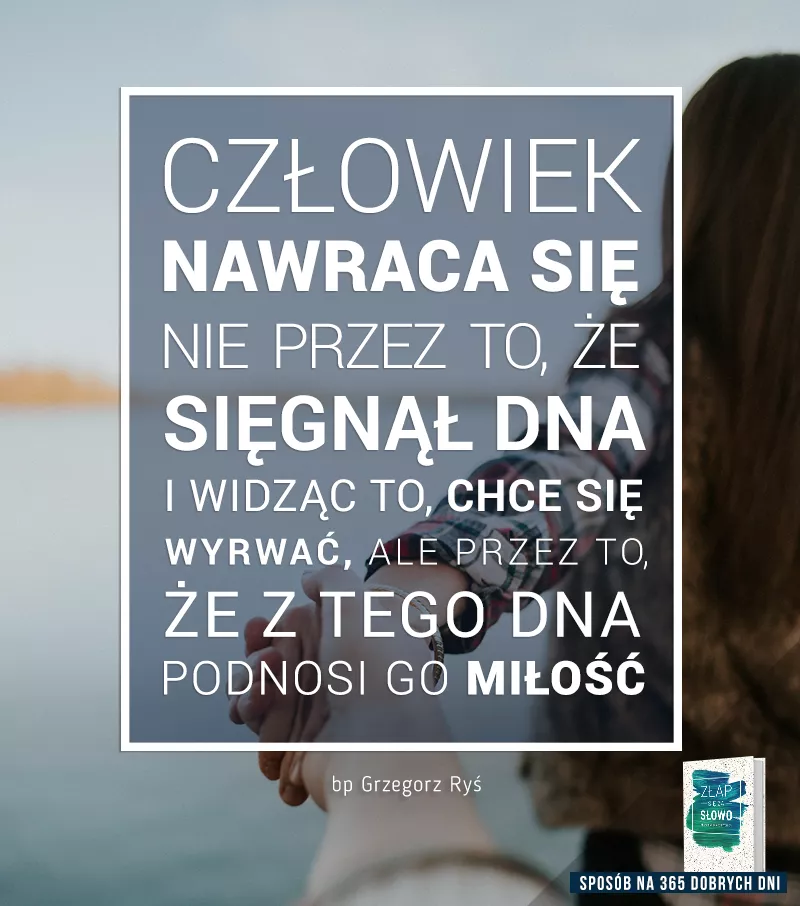 CZŁOWIEK
NAWRACA SIĘ
NIE PRZEZ TO, ŻE
SIĘGNĄŁ DNA
I WIDZĄC TO, CHCE SIĘ
WYRWAĆ, ALE PRZEZ TO,
ŻE Z TEGO DNA
PODNOSI GO MIŁOŚĆ
bp Grzegorz Ryś
ZŁAP
SŁOWO
SPOSÓB NA 365 DOBRYCH DNI